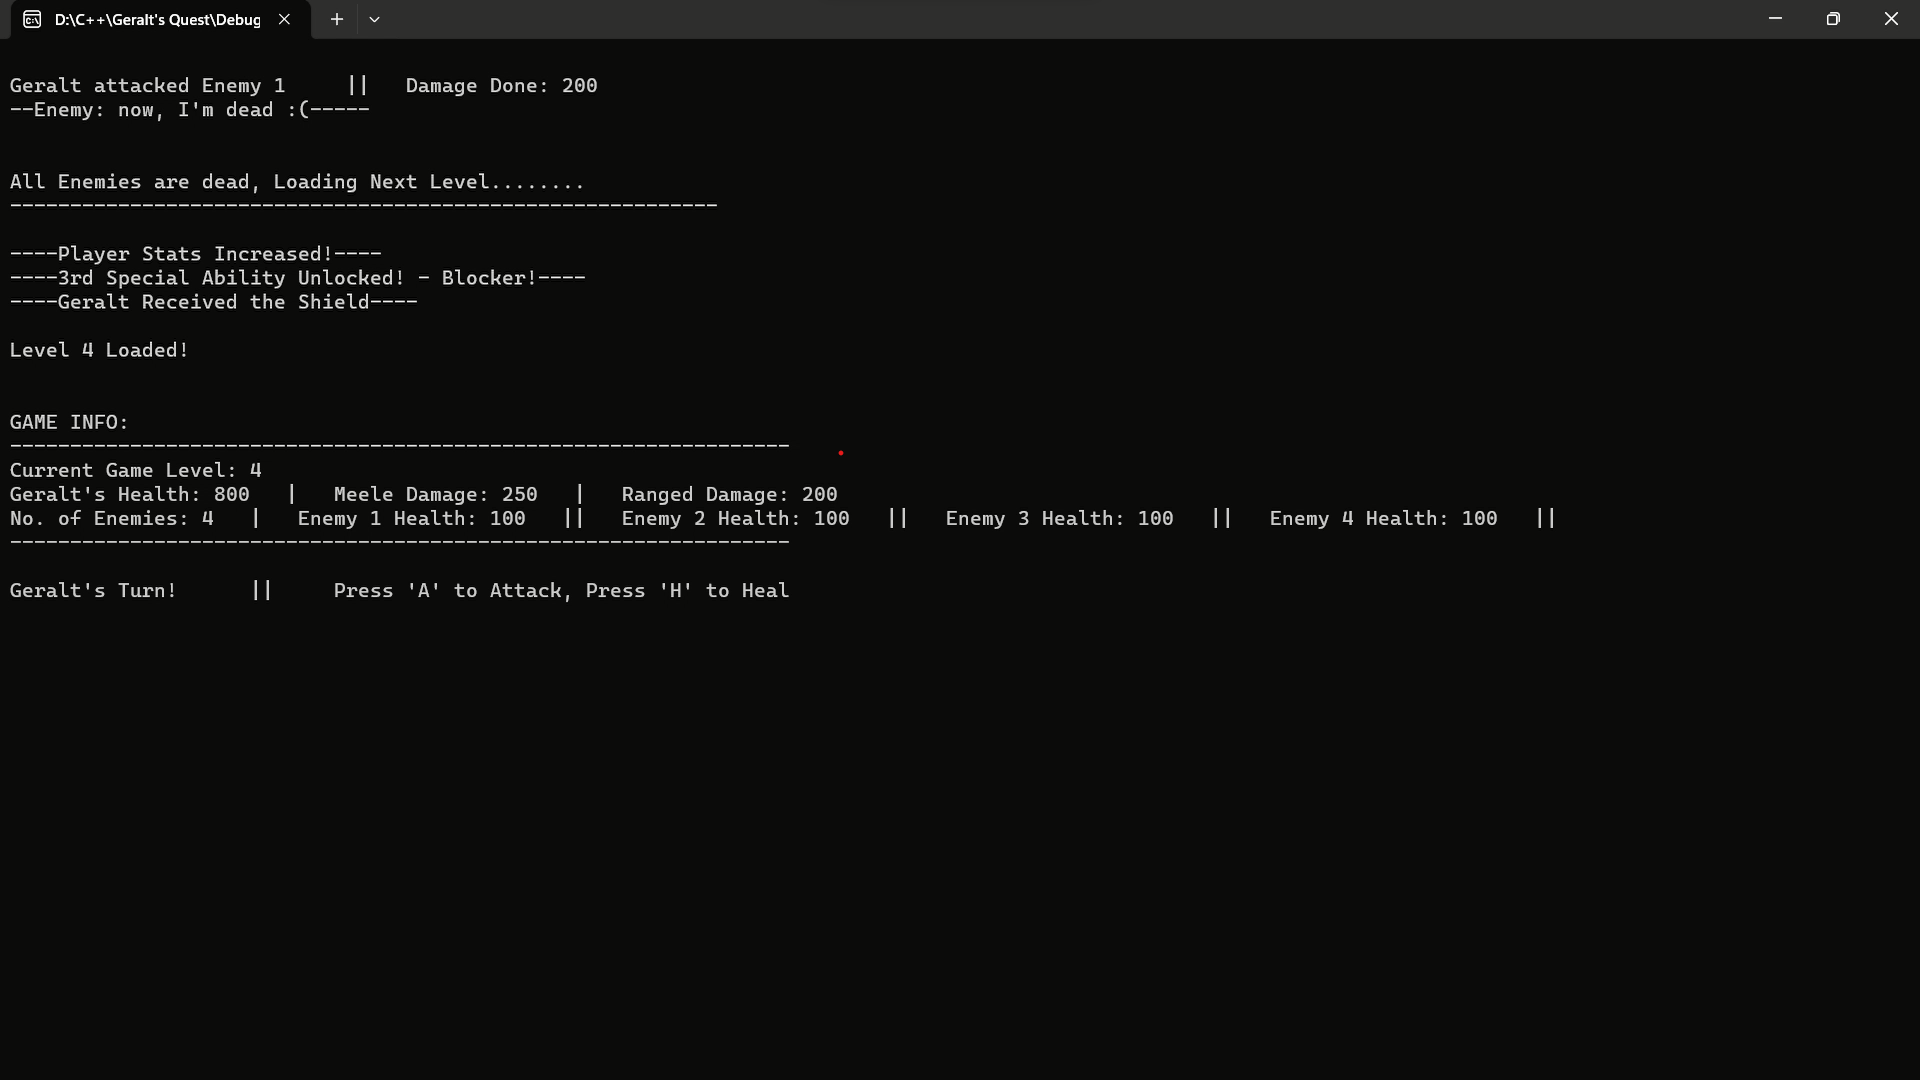 D:\C++\Geralt's Quest\Debug
Geralt attacked Enemy 1     ||   Damage Done: 200
--Enemy: now, I'm dead :(-----
All Enemies are dead, Loading Next Level........
-----------------------------------------------------------
----Player Stats Increased!----
----3rd Special Ability Unlocked! - Blocker!----
----Geralt Received the Shield----
Level 4 Loaded!
GAME INFO:
-----------------------------------------------------------------
Current Game Level: 4
Geralt's Health: 800   |   Meele Damage: 250   |   Ranged Damage: 200
No. of Enemies: 4   |   Enemy 1 Health: 100   ||   Enemy 2 Health: 100   ||   Enemy 3 Health: 100   ||   Enemy 4 Health: 100   ||
-----------------------------------------------------------------
Geralt's Turn!      ||     Press 'A' to Attack, Press 'H' to Heal